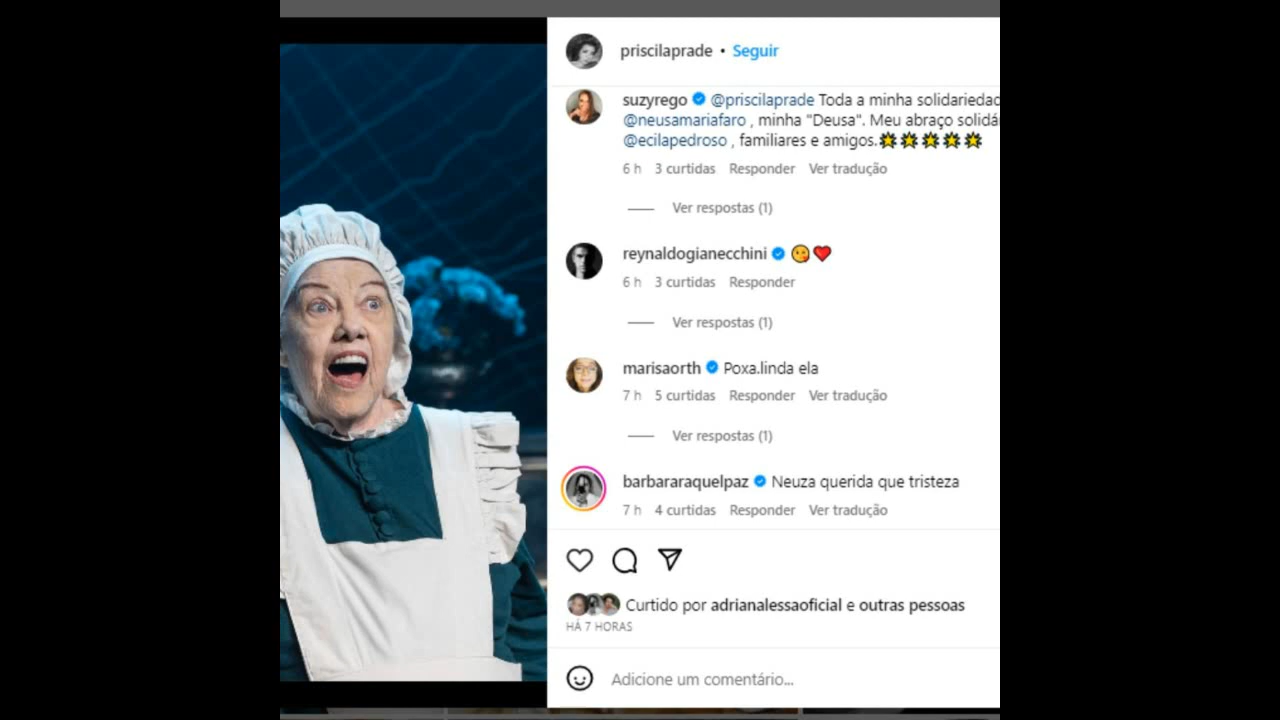 priscilaprade • Seguir
suzyrego @priscilaprade Toda a minha solidariedad
@neusamariafaro , minha "Deusa". Meu abraço solidá
@ecilapedroso , familiares e amigos.
6 h 3 curtidas Responder Ver tradução
Ver respostas (1)
reynaldogianecchini
6 h 3 curtidas Responder
Ver respostas (1)
marisaorth Poxa.linda ela
7 h 5 curtidas Responder Ver tradução
Ver respostas (1)
barbararaquelpaz Neuza querida que tristeza
7 h 4 curtidas Responder Ver tradução
Curtido por adrianalessaoficial e outras pessoas
HÁ 7 HORAS
Adicione um comentário...